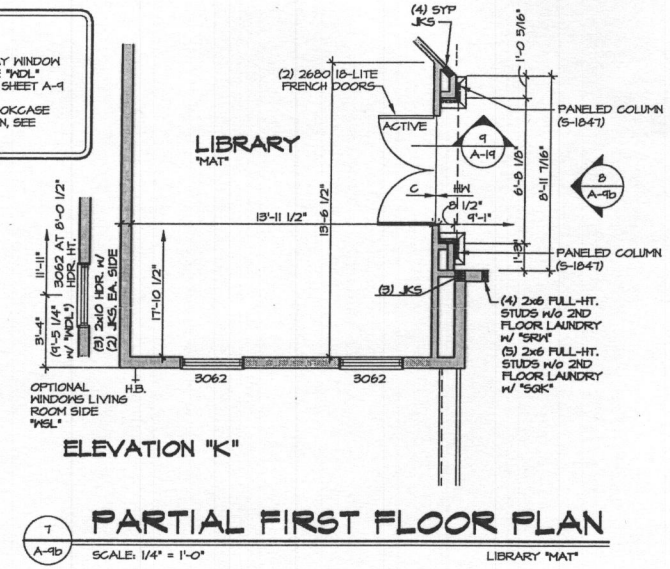 Y WINDOW
"WDL"
SHEET A-9
OKCASE
N, SEE
(4) SYP
JKS
1'-0 5/16"
(2) 2680 18-LITE
FRENCH DOORS
ACTIVE
PANELED COLUMN
(S-1847)
LIBRARY
"MAT"
9
A-19
6'-8 1/8"
8'-11 7/16"
8
A-9b
13'-6 1/2"
C
HW
8 1/2"
13'-11 1/2"
9'-1"
1'-3"
PANELED COLUMN
(S-1847)
11'-11"
3'-4"
3062 AT 8'-0 1/2"
HDR. HT.
(9'-3 1/4")
W/ "WDL")
(3) 2x10 HDR. W/
(2) JKS. EA. SIDE
17'-10 1/2"
(3) JKS
(4) 2x6 FULL-HT.
STUDS W/O 2ND
FLOOR LAUNDRY
W/ "SRW"
(5) 2x6 FULL-HT.
STUDS W/O 2ND
FLOOR LAUNDRY
W/ "SQK"
3062
3062
H.B.
OPTIONAL
WINDOWS LIVING
ROOM SIDE
"WSL"
ELEVATION "K"
7
A-9b
PARTIAL FIRST FLOOR PLAN
SCALE: 1/4" = 1'-0"
LIBRARY "MAT"